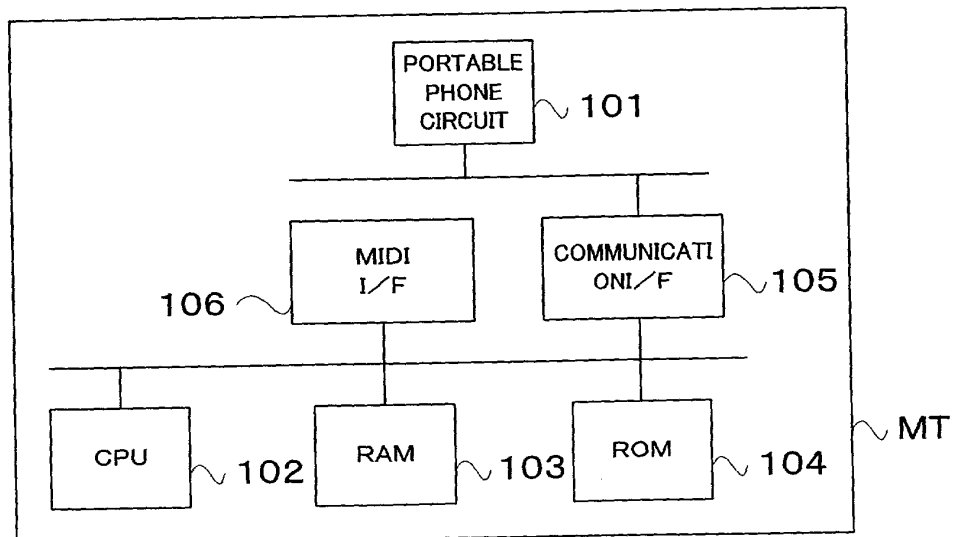 PORTABLE
PHONE
CIRCUIT
101
MIDI
I/F
106
COMMUNICATI
ONI/F
105
CPU
102
RAM
103
ROM
104
MT